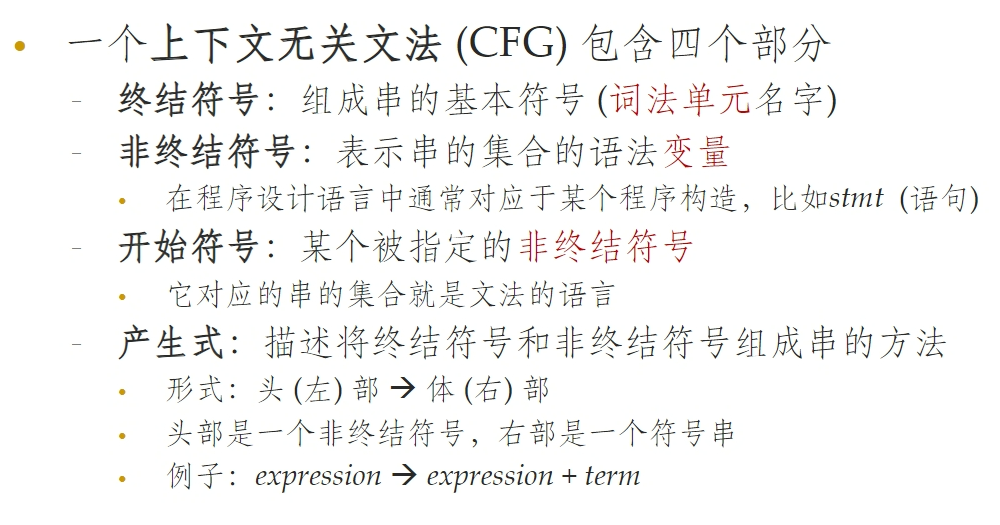 • 一个上下文无关文法 (CFG) 包含四个部分
– 终结符号：组成串的基本符号 (词法单元名字)
– 非终结符号：表示串的集合的语法变量
• 在程序设计语言中通常对应于某个程序构造，比如stmt (语句)
– 开始符号：某个被指定的非终结符号
• 它对应的串的集合就是文法的语言
– 产生式：描述将终结符号和非终结符号组成串的方法
• 形式：头 (左) 部 → 体 (右) 部
• 头部是一个非终结符号，右部是一个符号串
• 例子：expression → expression + term